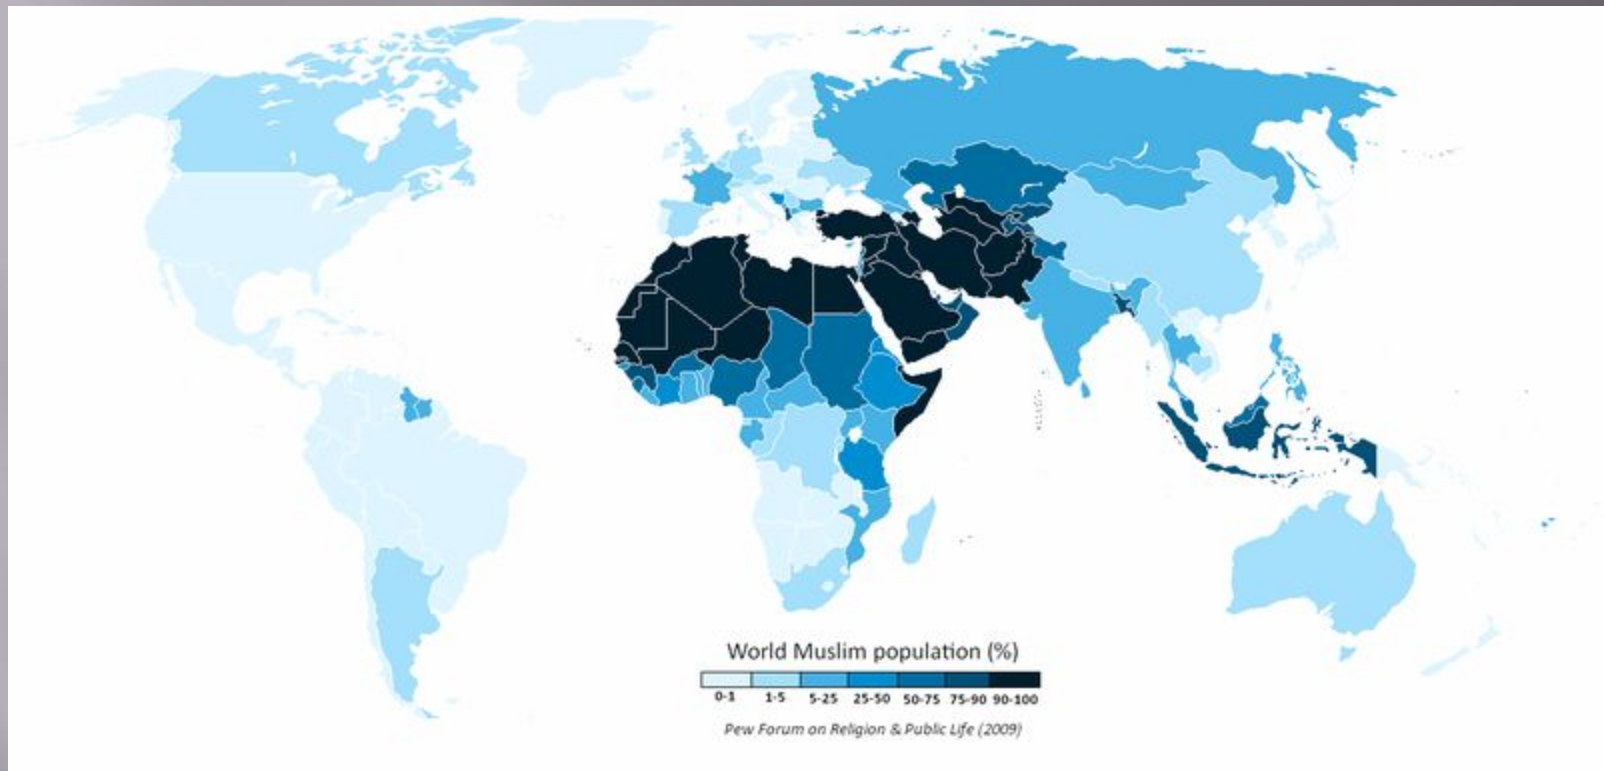 World Muslim population (%)
0-1 1-5 5-25 25-50 50-75 75-90 90-100
Pew Forum on Religion & Public Life (2009)